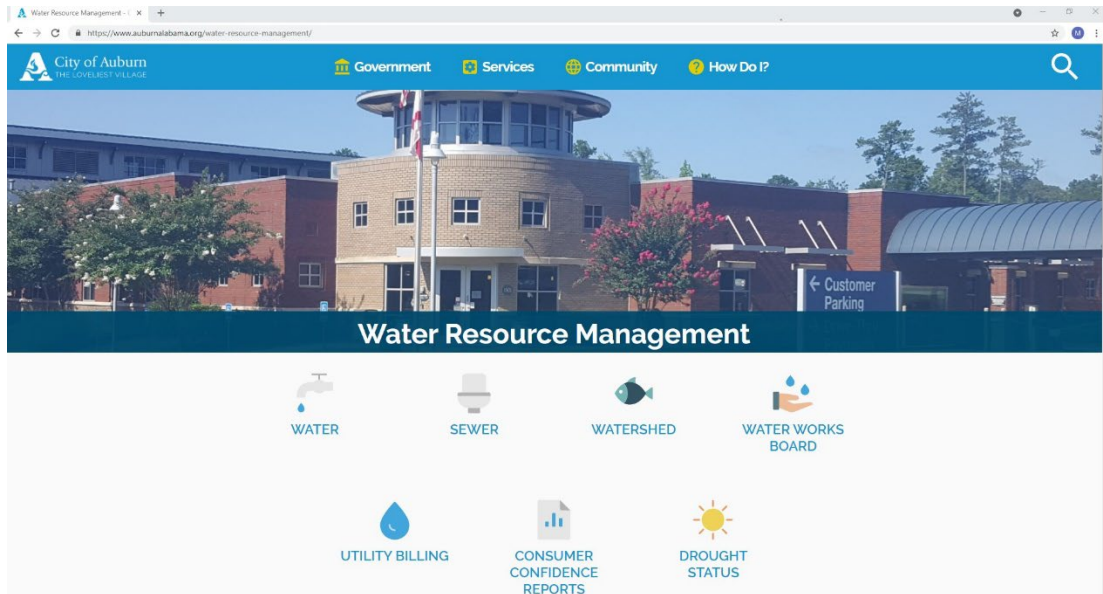 Water Resource Management -
https://www.auburnalabama.org/water-resource-management/
M
City of Auburn
THE LOVELIEST VILLAGE
Government
Services
Community
? How Do I?
← Customer
Parking
Water Resource Management
WATER
SEWER
WATERSHED
WATER WORKS
BOARD
UTILITY BILLING
CONSUMER
CONFIDENCE
REPORTS
DROUGHT
STATUS